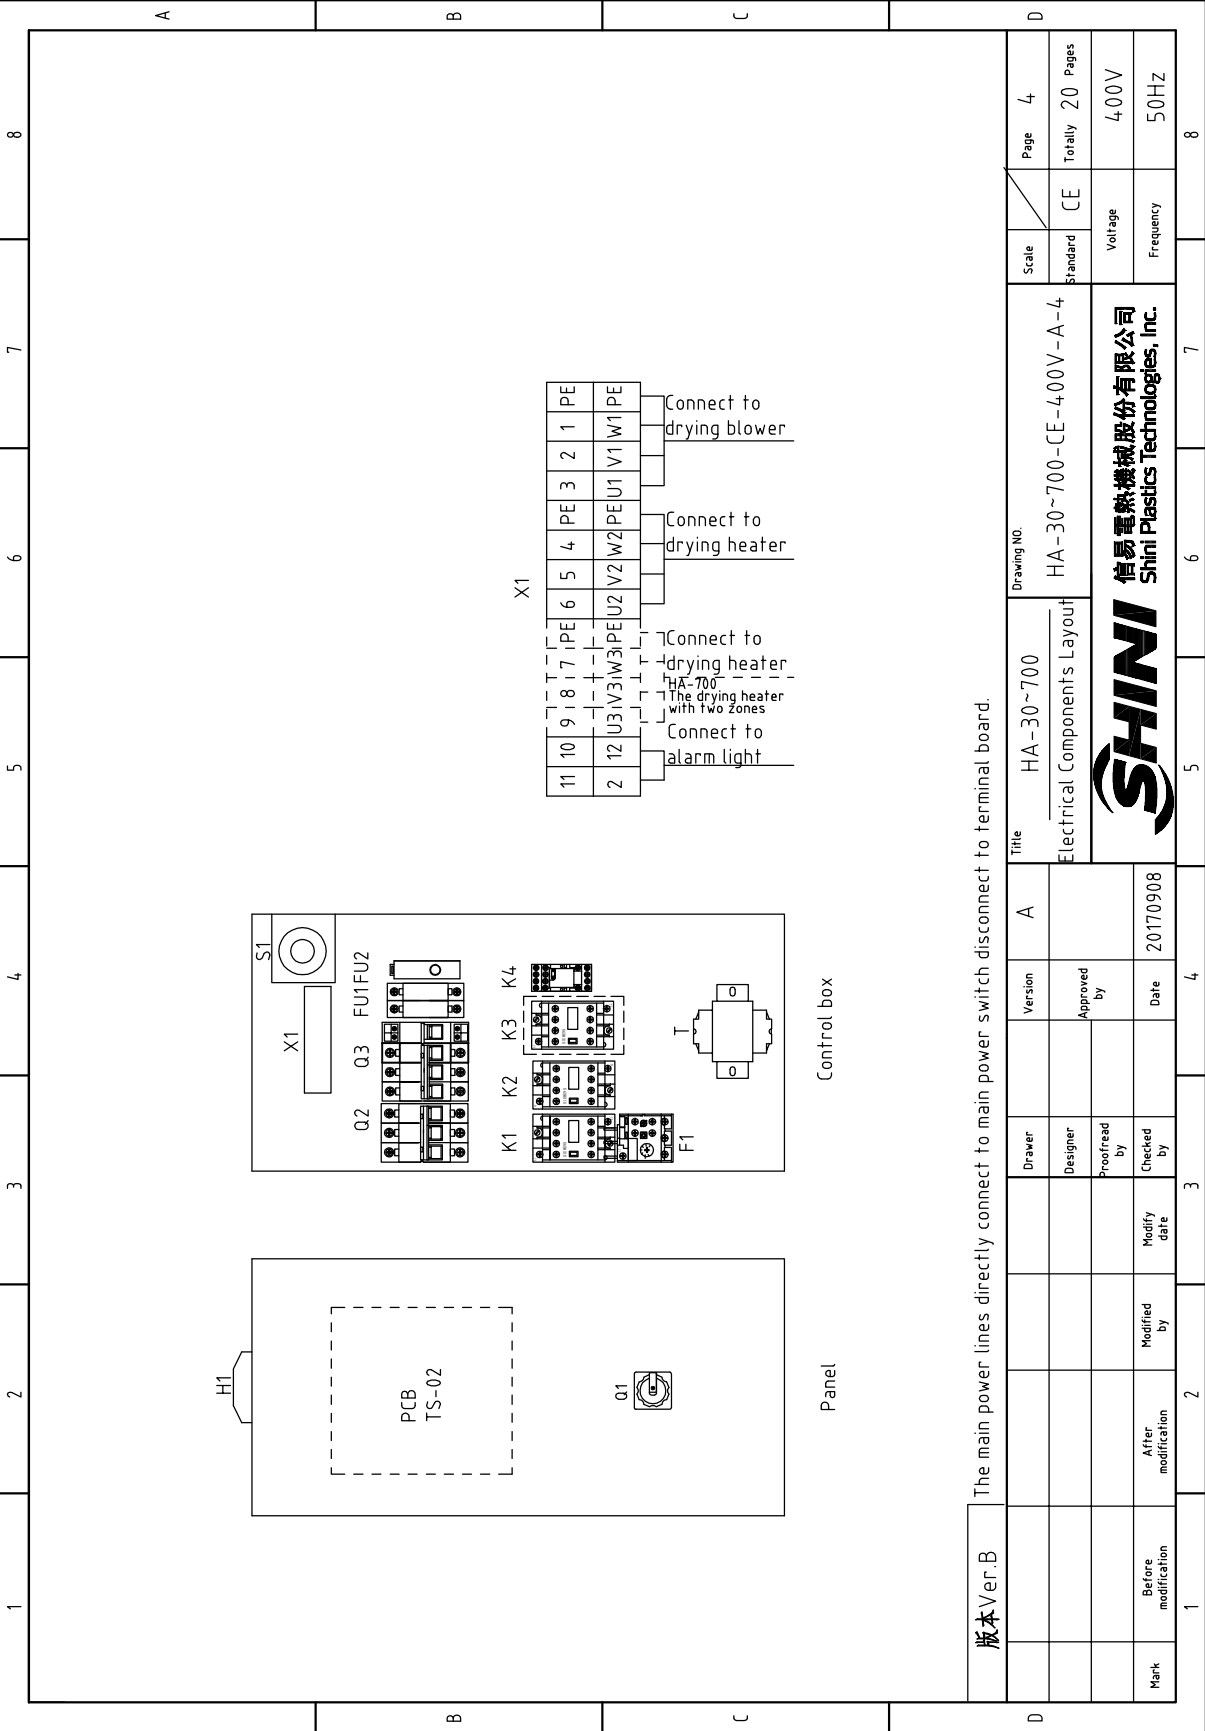 1 2 3 4 5 6 7 8
A
B
C
D
H1
PCB
TS-02
Q1
Panel
S1
X1
Q2 Q3 FU1FU2
K1 K2 K3 K4
F1
T
Control box
X1
11 10 9 8 7 PE 6 5 4 PE 3 2 1 PE
2 12 U3 V3 W3 PE U2 V2 W2 PE U1 V1 W1 PE
Connect to
alarm light
Connect to
drying heater
HA-700
The drying heater
with two zones
Connect to
drying heater
Connect to
drying blower
版本Ver.B
The main power lines directly connect to main power switch disconnect to terminal board.
Mark
Before
modification
After
modification
Modified
by
Modify
date
Drawer
Designer
Proofread
by
Checked
by
Version
A
Approved
by
Date
20170908
Title
HA-30~700
Electrical Components Layout
Drawing NO.
HA-30~700-CE-400V-A-4
SHINI
信易電熱機械股份有限公司
Shini Plastics Technologies, Inc.
Scale
Page 4
Standard CE
Totally 20 Pages
Voltage 400V
Frequency 50Hz
1 2 3 4 5 6 7 8
B
C
D